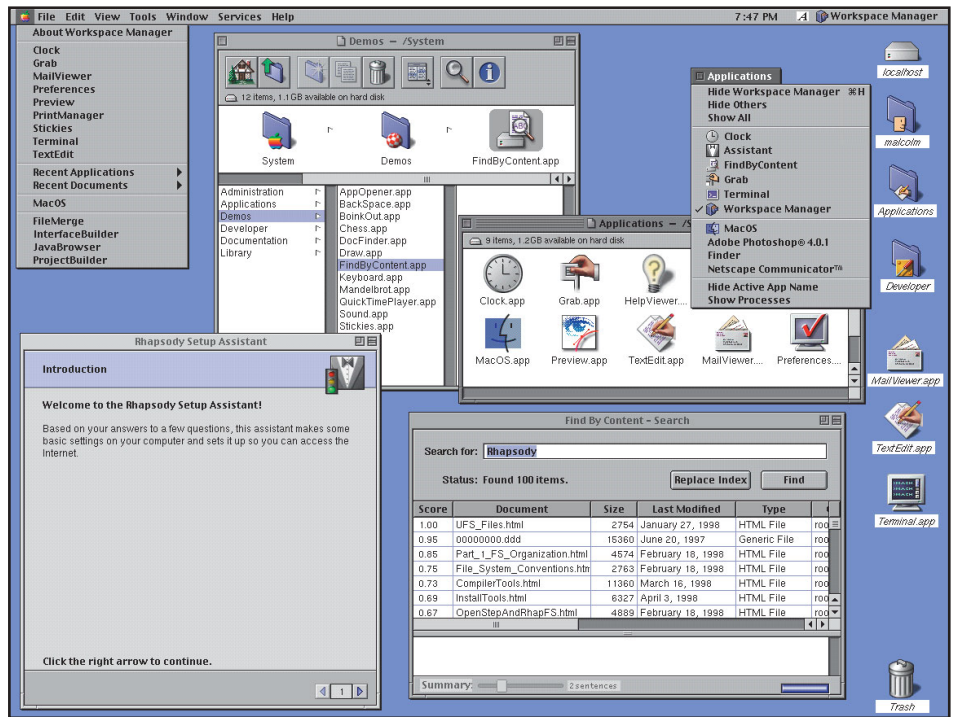 File Edit View Tools Window Services Help
7:47 PM
Workspace Manager
About Workspace Manager
Clock
Grab
MailViewer
Preferences
Preview
PrintManager
Stickies
Terminal
TextEdit
Recent Applications
Recent Documents
MacOS
FileMerge
InterfaceBuilder
JavaBrowser
ProjectBuilder
Demos — /System
12 items, 1.1GB available on hard disk
System
Demos
FindByContent.app
Administration
Applications
Demos
Developer
Documentation
Library
AppOpener.app
BackSpace.app
BoinkOut.app
Chess.app
DocFinder.app
Draw.app
FindByContent.app
Keyboard.app
Mandelbrot.app
QuickTimePlayer.app
Sound.app
Stickies.app
Applications — /S
9 items, 1.2GB available on hard disk
Clock.app
Grab.app
HelpViewer....
MacOS.app
Preview.app
TextEdit.app
MailViewer....
Preferences....
Applications
Hide Workspace Manager ⌘H
Hide Others
Show All
Clock
Assistant
FindByContent
Grab
Terminal
✓ Workspace Manager
MacOS
Adobe Photoshop® 4.0.1
Finder
Netscape Communicator™
Hide Active App Name
Show Processes
localhost
malcolm
Applications
Developer
MailViewer.app
TextEdit.app
Terminal.app
Trash
Rhapsody Setup Assistant
Introduction
Welcome to the Rhapsody Setup Assistant!
Based on your answers to a few questions, this assistant makes some
basic settings on your computer and sets it up so you can access the
Internet.
Click the right arrow to continue.
1
Find By Content – Search
Search for: Rhapsody
Status: Found 100 items.
Replace Index
Find
Score Document Size Last Modified Type
1.00 UFS_Files.html 2754 January 27, 1998 HTML File roo
0.95 00000000.ddd 15360 June 20, 1997 Generic File roo
0.85 Part_1_FS_Organization.html 4574 February 18, 1998 HTML File roo
0.75 File_System_Conventions.htm 2763 February 18, 1998 HTML File roo
0.73 CompilerTools.html 11360 March 16, 1998 HTML File roo
0.69 InstallTools.html 6327 April 3, 1998 HTML File roo
0.67 OpenStepAndRhapFS.html 4889 February 18, 1998 HTML File roo
Summary: 2 sentences